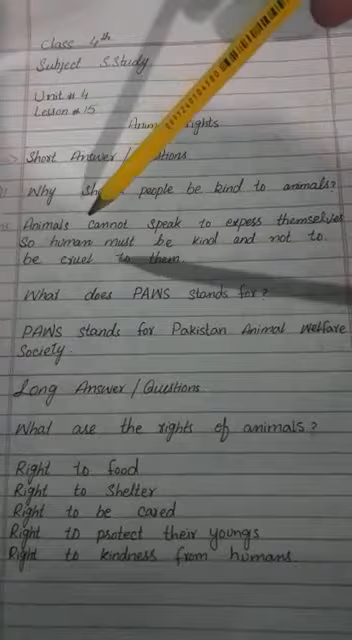 Class 4th
Subject S.Study
Unit # 4
Lesson # 15
Short Answer / 
Why people be kind to animals?
Animals cannot speak to expess themselves
So human must be kind and not to
be cruel to them.
What does PAWS stands for?
PAWS stands for Pakistan Animal Welfare
Society.
Long Answer / Questions
What are the rights of animals?
Right to food
Right to Shelter
Right to be cared
Right to protect their youngs
Right to kindness from humans.